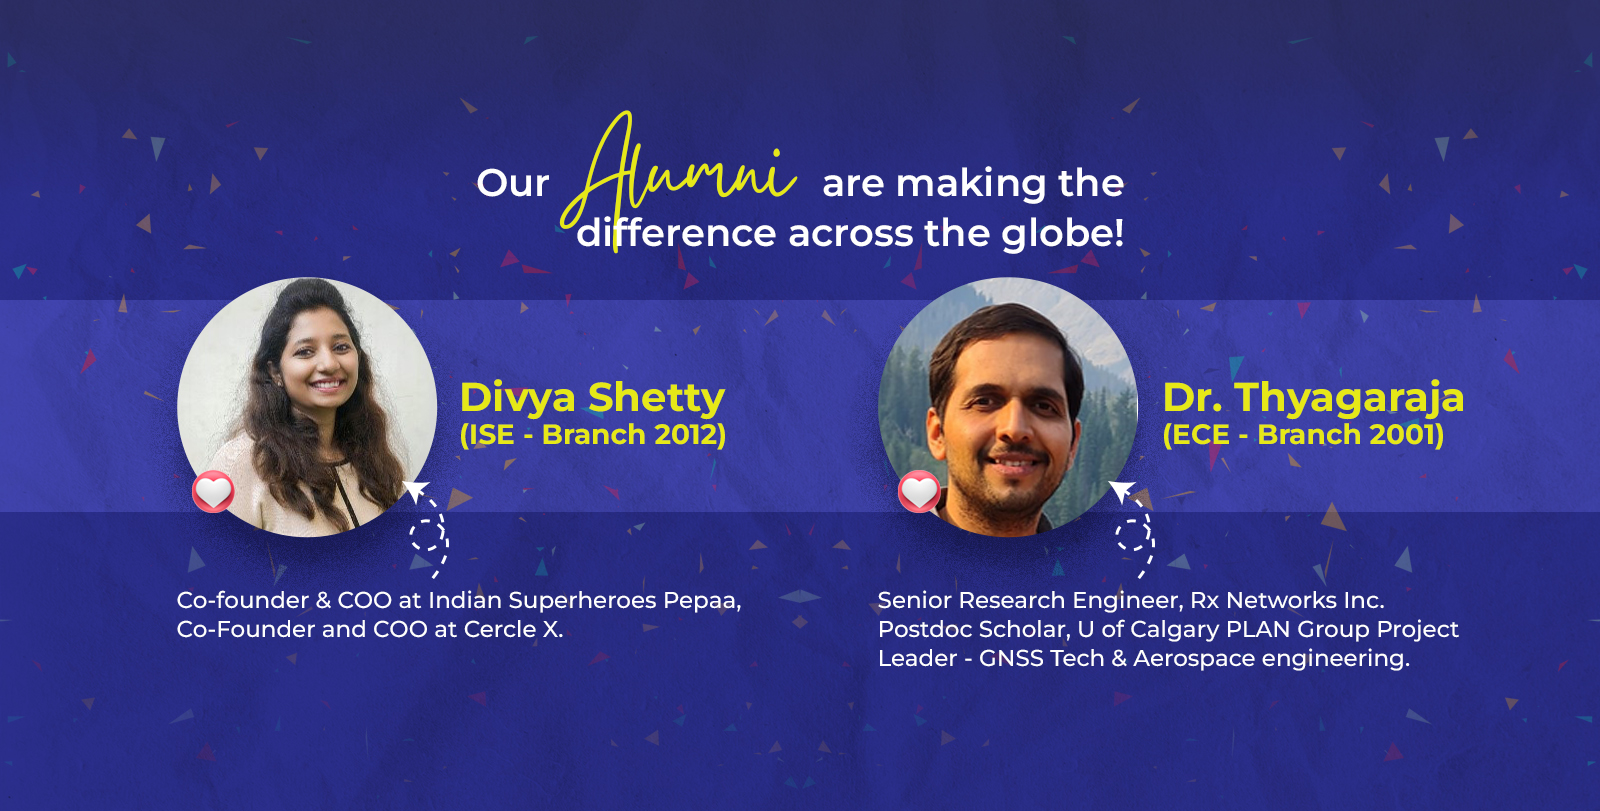 Our Alumni are making the
difference across the globe!
Divya Shetty
(ISE - Branch 2012)
Co-founder & COO at Indian Superheroes Pepaa,
Co-Founder and COO at Cercle X.
Dr. Thyagaraja
(ECE - Branch 2001)
Senior Research Engineer, Rx Networks Inc.
Postdoc Scholar, U of Calgary PLAN Group Project
Leader - GNSS Tech & Aerospace engineering.